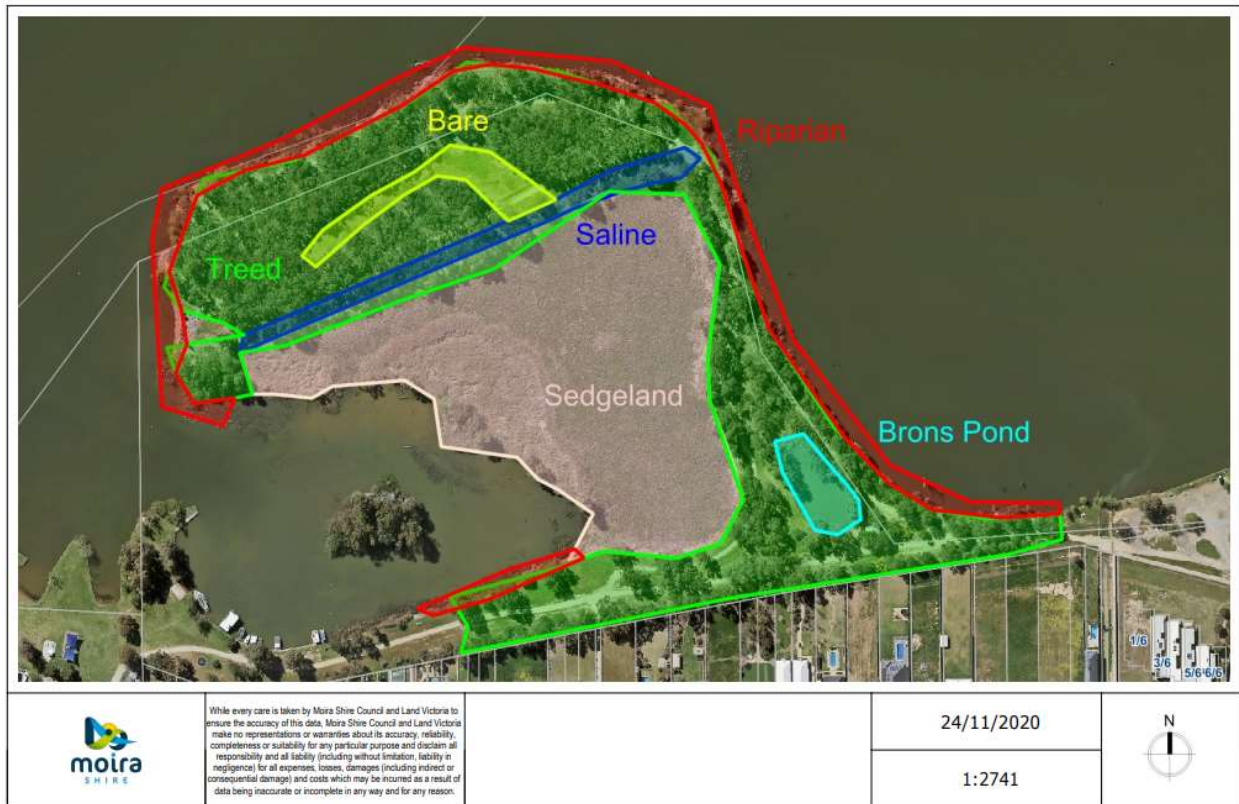 Bare
Riparian
Saline
Treed
Sedgeland
Brons Pond
1/6
3/6
5/6 6/6
moira
SHIRE
While every care is taken by Moira Shire Council and Land Victoria to
ensure the accuracy of this data, Moira Shire Council and Land Victoria
make no representations or warranties about its accuracy, reliability,
completeness or suitability for any particular purpose and disclaim all
responsibility and all liability (including without limitation, liability in
negligence) for all expenses, losses, damages (including indirect or
consequential damage) and costs which may be incurred as a result of
data being inaccurate or incomplete in any way and for any reason.
24/11/2020
1:2741
N